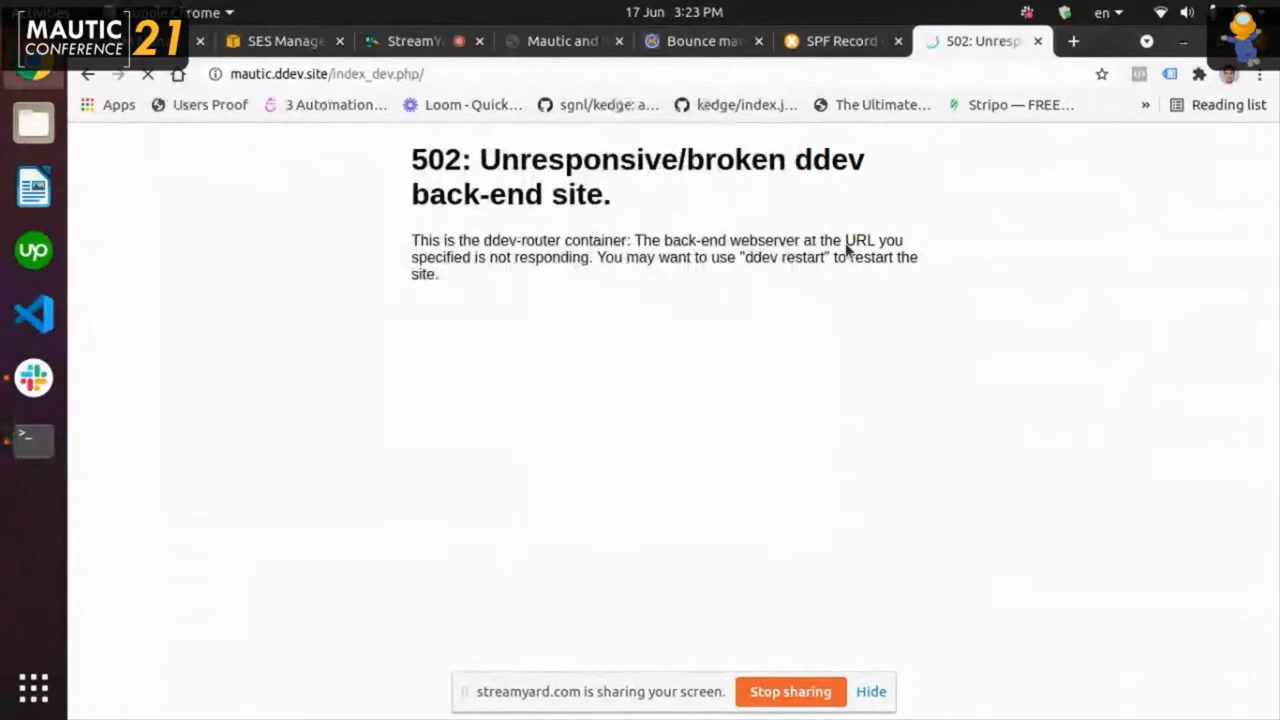 Activities
Chrome
17 Jun 3:23 PM
en
MAUTIC
CONFERENCE
21
SES Manage
StreamY
Mautic and
Bounce ma
SPF Record
502: Unresp
mautic.ddev.site/index_dev.php/
Apps
Users Proof
3 Automation...
Loom - Quick...
sgnl/kedge: a...
kedge/index.j...
The Ultimate...
Stripo — FREE...
»
Reading list
502: Unresponsive/broken ddev
back-end site.
This is the ddev-router container: The back-end webserver at the URL you
specified is not responding. You may want to use "ddev restart" to restart the
site.
up
>_
streamyard.com is sharing your screen.
Stop sharing
Hide